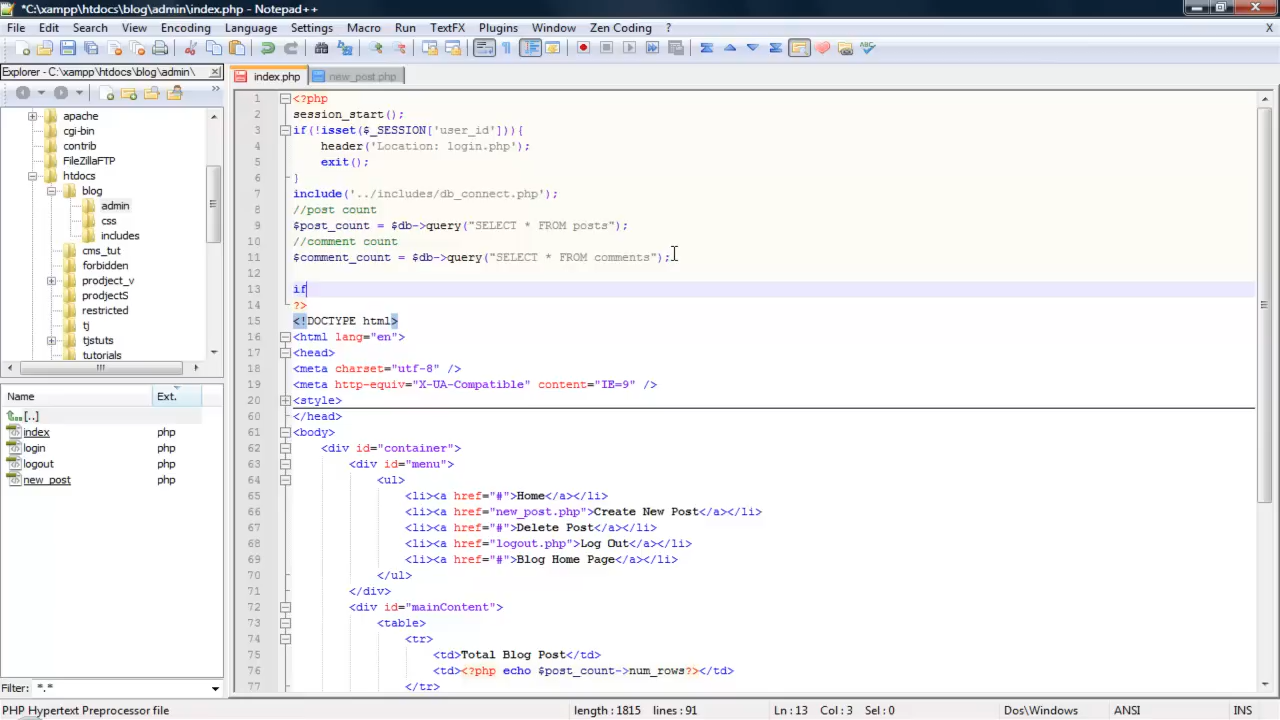 *C:\xampp\htdocs\blog\admin\index.php - Notepad++
File Edit Search View Encoding Language Settings Macro Run TextFX Plugins Window Zen Coding ? X
Explorer - C:\xampp\htdocs\blog\admin\
index.php new_post.php
apache
cgi-bin
contrib
FileZillaFTP
htdocs
blog
admin
css
includes
cms_tut
forbidden
prodject_v
prodjectS
restricted
tj
tjstuts
tutorials
Name Ext.
[..]
index php
login php
logout php
new_post php
Filter: *.*
1 <?php
2 session_start();
3 if(!isset($_SESSION['user_id'])){
4 header('Location: login.php');
5 exit();
6 }
7 include('../includes/db_connect.php');
8 //post count
9 $post_count = $db->query("SELECT * FROM posts");
10 //comment count
11 $comment_count = $db->query("SELECT * FROM comments");
12
13 if
14 ?>
15 <!DOCTYPE html>
16 <html lang="en">
17 <head>
18 <meta charset="utf-8" />
19 <meta http-equiv="X-UA-Compatible" content="IE=9" />
20 <style>
60 </head>
61 <body>
62 <div id="container">
63 <div id="menu">
64 <ul>
65 <li><a href="#">Home</a></li>
66 <li><a href="new_post.php">Create New Post</a></li>
67 <li><a href="#">Delete Post</a></li>
68 <li><a href="logout.php">Log Out</a></li>
69 <li><a href="#">Blog Home Page</a></li>
70 </ul>
71 </div>
72 <div id="mainContent">
73 <table>
74 <tr>
75 <td>Total Blog Post</td>
76 <td><?php echo $post_count->num_rows?></td>
77 </tr>
PHP Hypertext Preprocessor file length : 1815 lines : 91 Ln : 13 Col : 3 Sel : 0 Dos\Windows ANSI INS